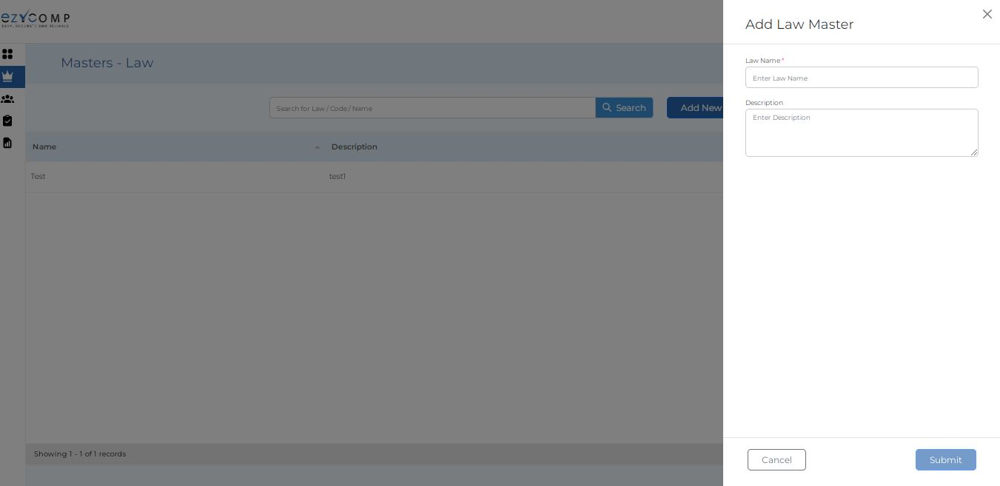 ezycomp
EASY, ACCURATE AND RELIABLE
Add Law Master
Masters - Law
Law Name *
Enter Law Name
Description
Enter Description
Search for Law / Code / Name
Search
Add New
Name
Description
Test
test1
Showing 1 - 1 of 1 records
Cancel
Submit